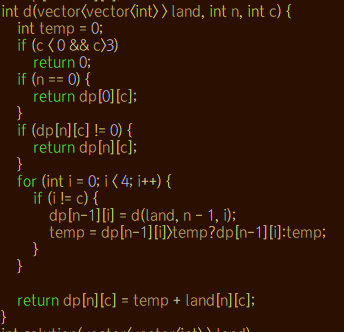 int d(vector<vector<int> > land, int n, int c) {
int temp = 0;
if (c < 0 && c>3)
return 0;
if (n == 0) {
return dp[0][c];
}
if (dp[n][c] != 0) {
return dp[n][c];
}
for (int i = 0; i < 4; i++) {
if (i != c) {
dp[n-1][i] = d(land, n - 1, i);
temp = dp[n-1][i]>temp?dp[n-1][i]:temp;
}
}
return dp[n][c] = temp + land[n][c];
}